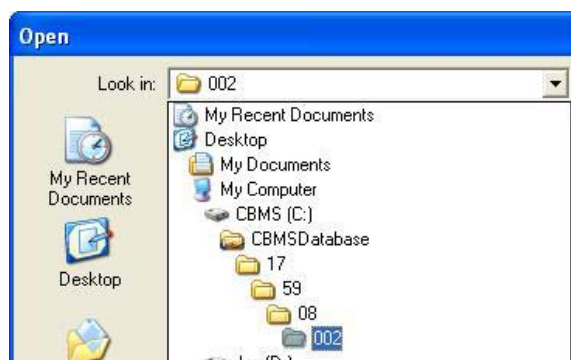 Open
Look in:
002
My Recent Documents
Desktop
My Documents
My Computer
CBMS (C:)
CBMSDatabase
17
59
08
002
(D:)
My Recent
Documents
Desktop